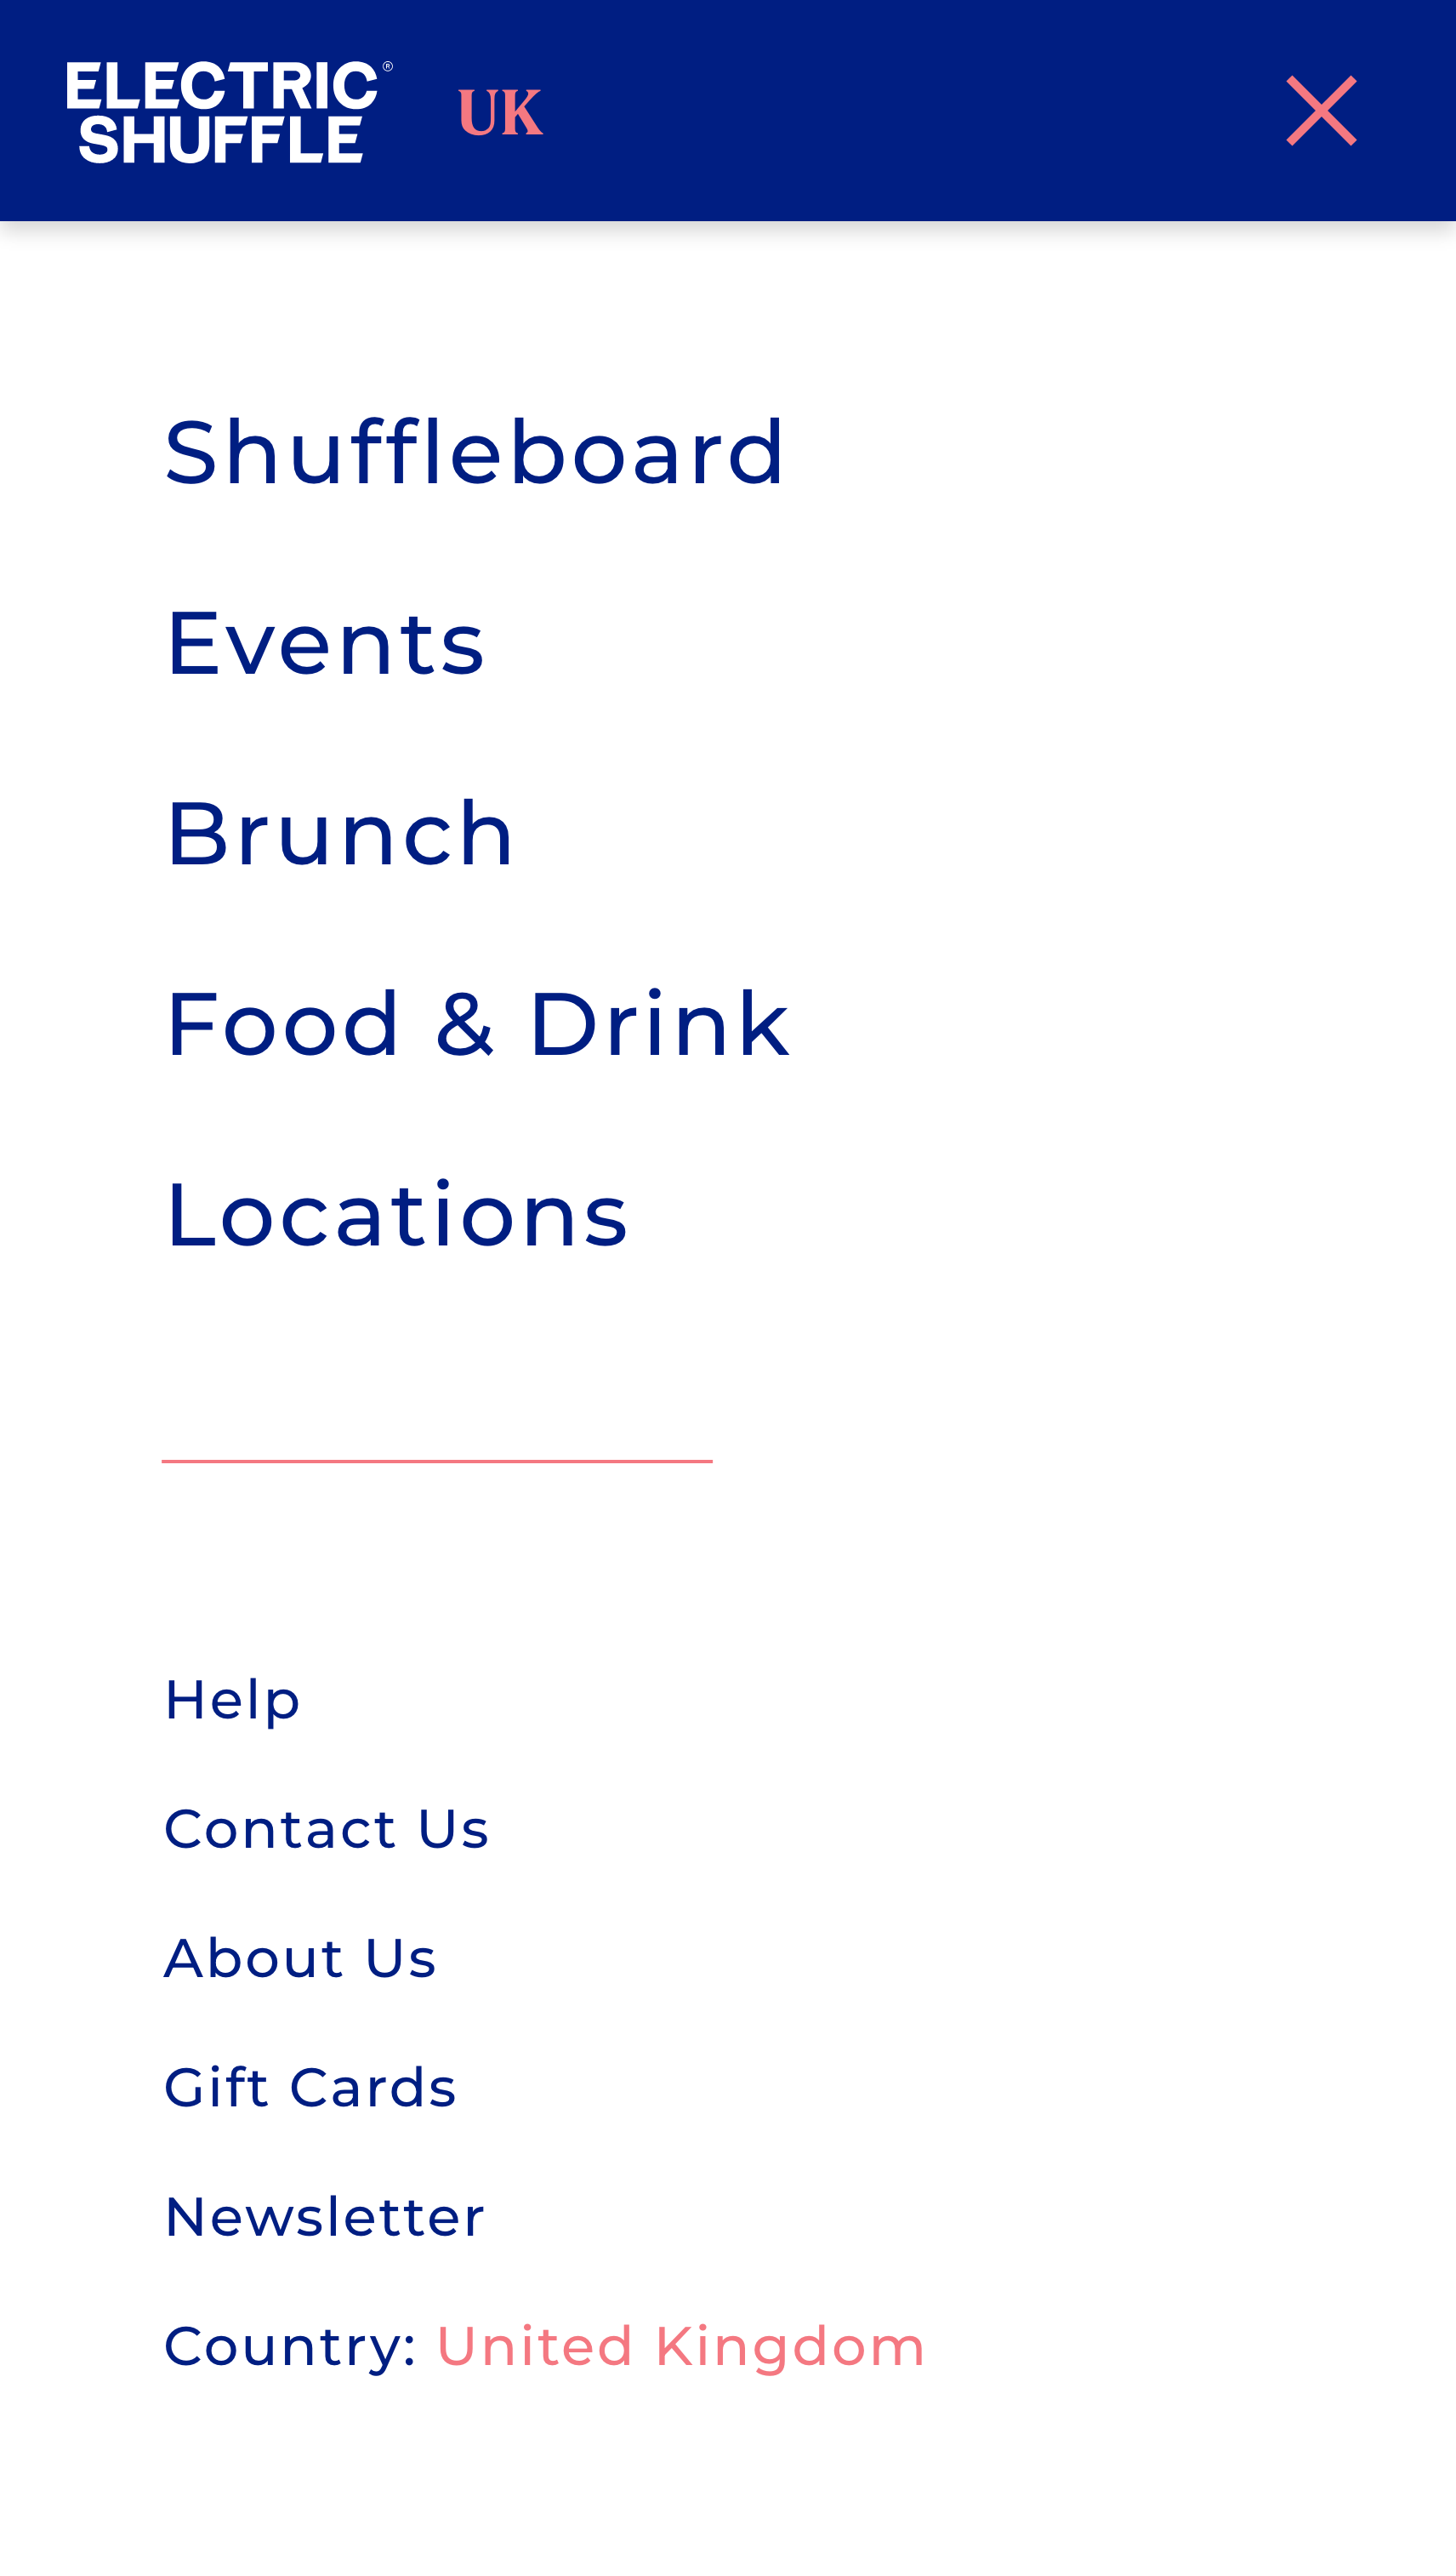 ELECTRIC®
SHUFFLE
UK
Shuffleboard
Events
Brunch
Food & Drink
Locations
Help
Contact Us
About Us
Gift Cards
Newsletter
Country: United Kingdom